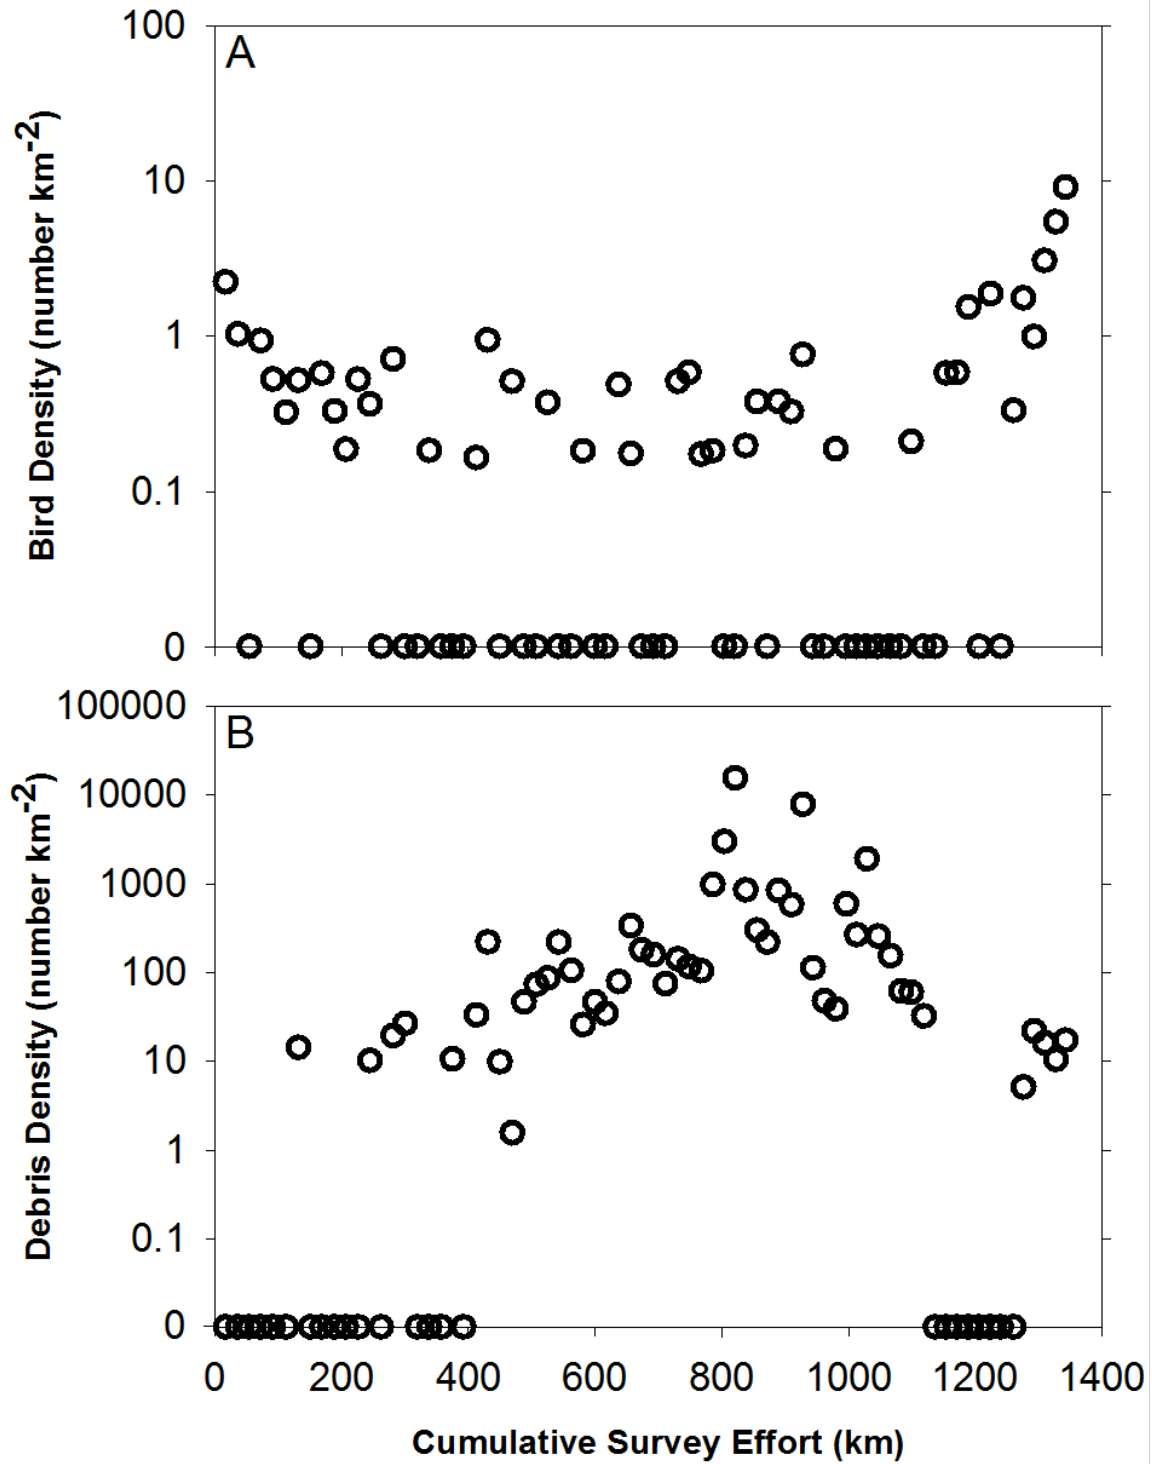 A
100
10
1
0.1
0
Bird Density (number km-2)
B
100000
10000
1000
100
10
1
0.1
0
Debris Density (number km-2)
0 200 400 600 800 1000 1200 1400
Cumulative Survey Effort (km)